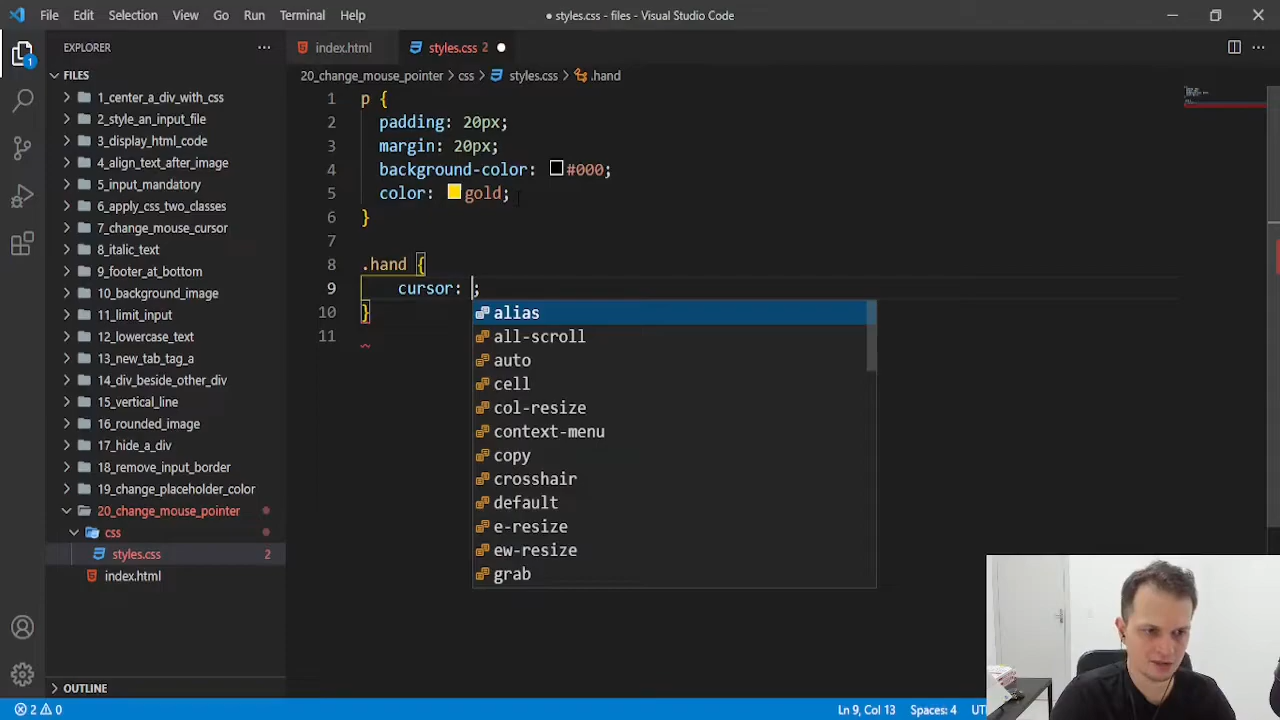 File Edit Selection View Go Run Terminal Help
● styles.css - files - Visual Studio Code
EXPLORER
index.html
styles.css 2
FILES
20_change_mouse_pointer > css > styles.css > .hand
1_center_a_div_with_css
2_style_an_input_file
3_display_html_code
4_align_text_after_image
5_input_mandatory
6_apply_css_two_classes
7_change_mouse_cursor
8_italic_text
9_footer_at_bottom
10_background_image
11_limit_input
12_lowercase_text
13_new_tab_tag_a
14_div_beside_other_div
15_vertical_line
16_rounded_image
17_hide_a_div
18_remove_input_border
19_change_placeholder_color
20_change_mouse_pointer
css
styles.css 2
index.html
OUTLINE
1 p {
2 padding: 20px;
3 margin: 20px;
4 background-color: #000;
5 color: gold;
6 }
7
8 .hand {
9 cursor: ;
10 }
11
alias
all-scroll
auto
cell
col-resize
context-menu
copy
crosshair
default
e-resize
ew-resize
grab
1
2 0
Ln 9, Col 13 Spaces: 4